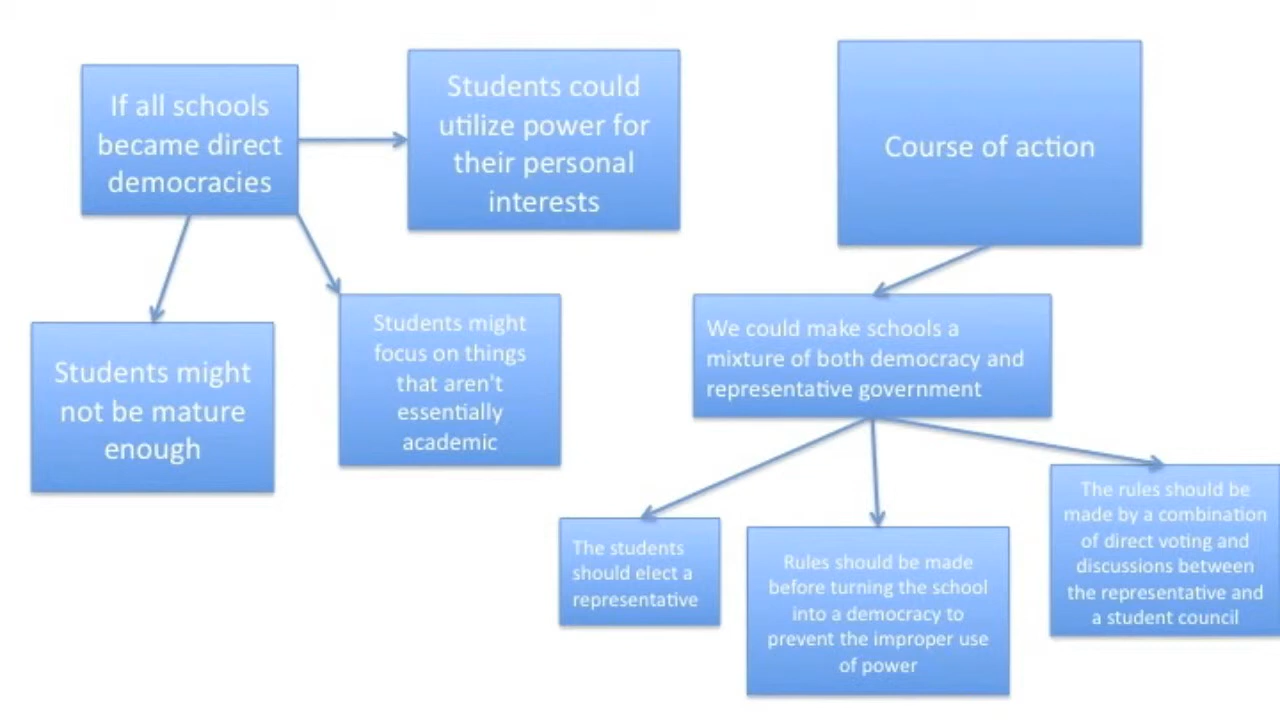 If all schools
became direct
democracies
Students could
utilize power for
their personal
interests
Course of action
Students might
not be mature
enough
Students might
focus on things
that aren't
essentially
academic
We could make schools a
mixture of both democracy and
representative government
The students
should elect a
representative
Rules should be made
before turning the school
into a democracy to
prevent the improper use
of power
The rules should be
made by a combination
of direct voting and
discussions between
the representative and
a student council